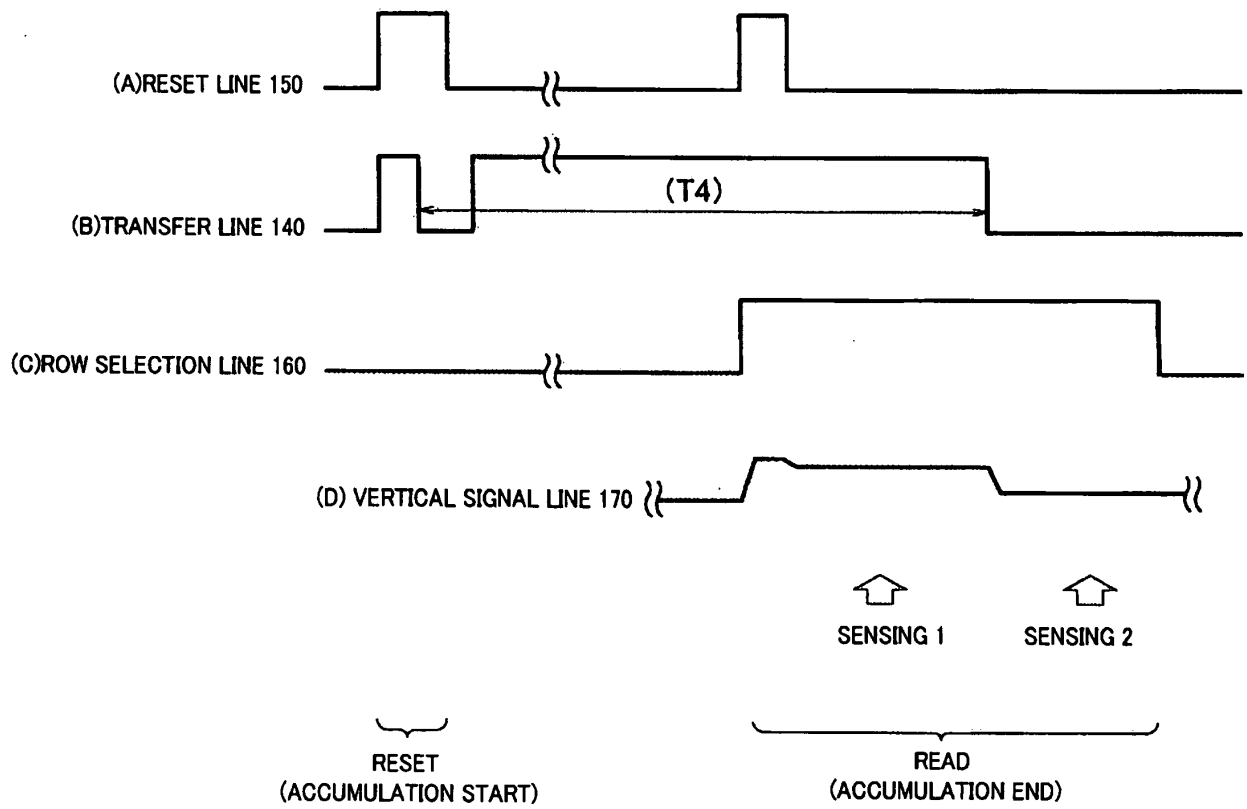 (A)RESET LINE 150
(T4)
(B)TRANSFER LINE 140
(C)ROW SELECTION LINE 160
(D) VERTICAL SIGNAL LINE 170
SENSING 1
SENSING 2
RESET
(ACCUMULATION START)
READ
(ACCUMULATION END)